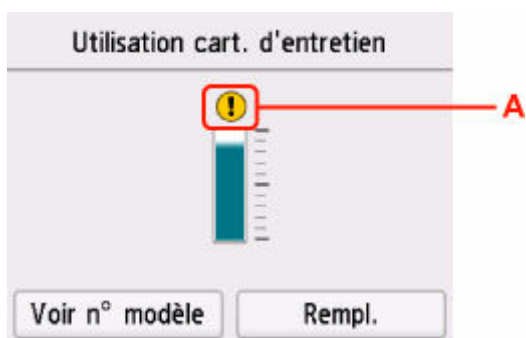 Utilisation cart. d'entretien
A
Voir n° modèle
Rempl.